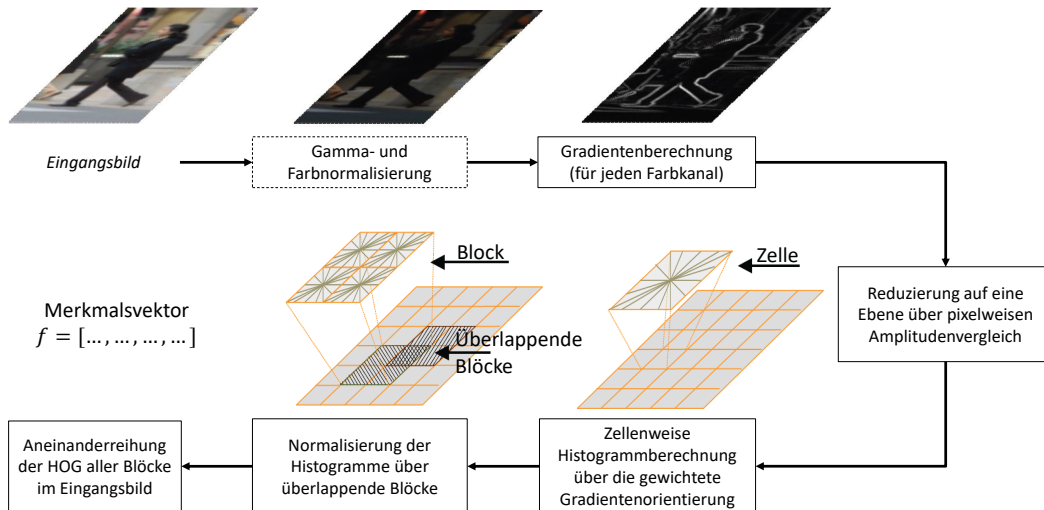 Eingangsbild
Gamma- und
Farbnormalisierung
Gradientenberechnung
(für jeden Farbkanal)
Reduzierung auf eine
Ebene über pixelweisen
Amplitudenvergleich
Zelle
Block
Überlappende
Blöcke
Merkmalsvektor
f = [… , … , … , …]
Zellenweise
Histogrammberechnung
über die gewichtete
Gradientenorientierung
Normalisierung der
Histogramme über
überlappende Blöcke
Aneinanderreihung
der HOG aller Blöcke
im Eingangsbild